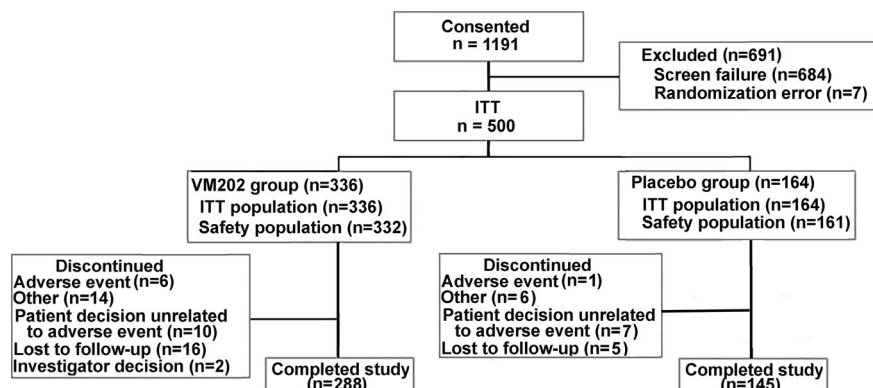 Consented
n = 1191
Excluded (n=691)
Screen failure (n=684)
Randomization error (n=7)
ITT
n = 500
VM202 group (n=336)
ITT population (n=336)
Safety population (n=332)
Placebo group (n=164)
ITT population (n=164)
Safety population (n=161)
Discontinued
Adverse event (n=6)
Other (n=14)
Patient decision unrelated
to adverse event (n=10)
Lost to follow-up (n=16)
Investigator decision (n=2)
Discontinued
Adverse event (n=1)
Other (n=6)
Patient decision unrelated
to adverse event (n=7)
Lost to follow-up (n=5)
Completed study
(n=288)
Completed study
(n=145)